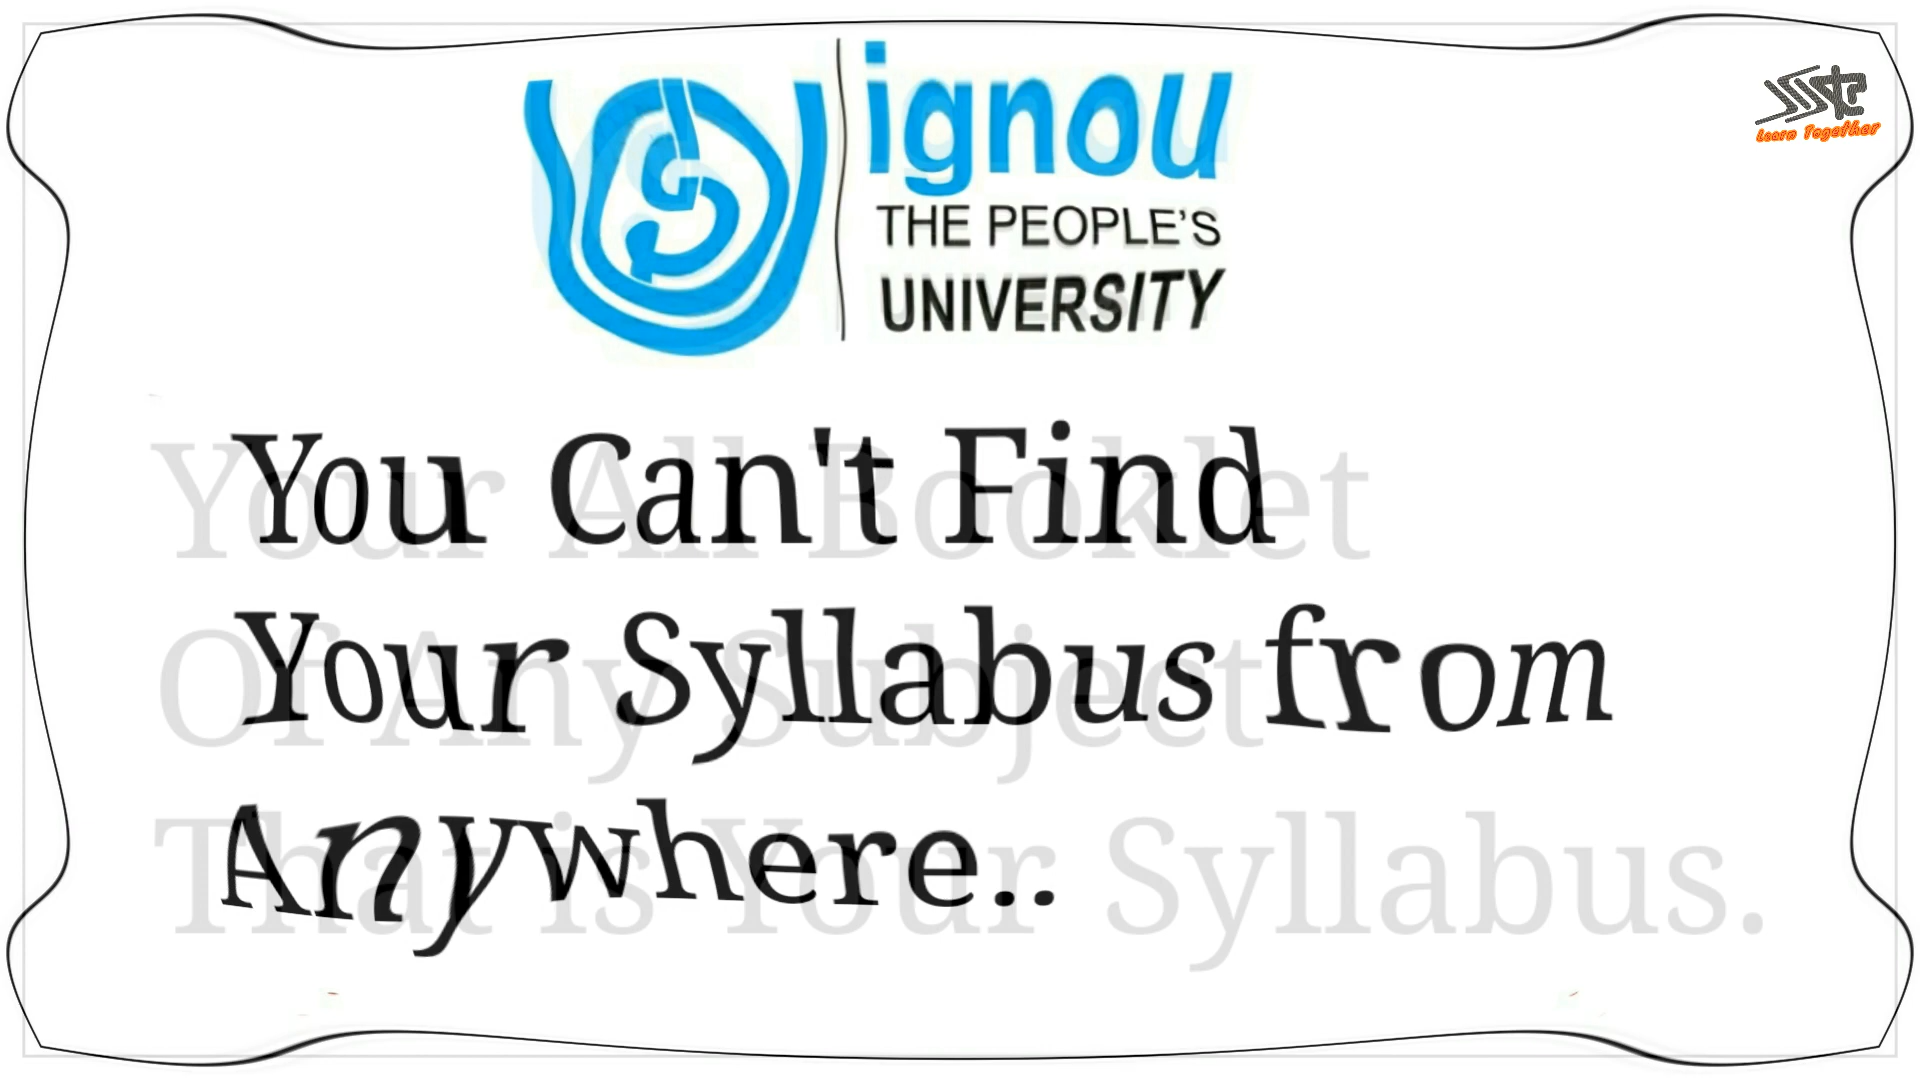 ignou
THE PEOPLE'S
UNIVERSITY
Learn Together
You Can't Find
Your Syllabus from
Anywhere..
Your All Booklet
Of Any Subject
That is Your Syllabus.